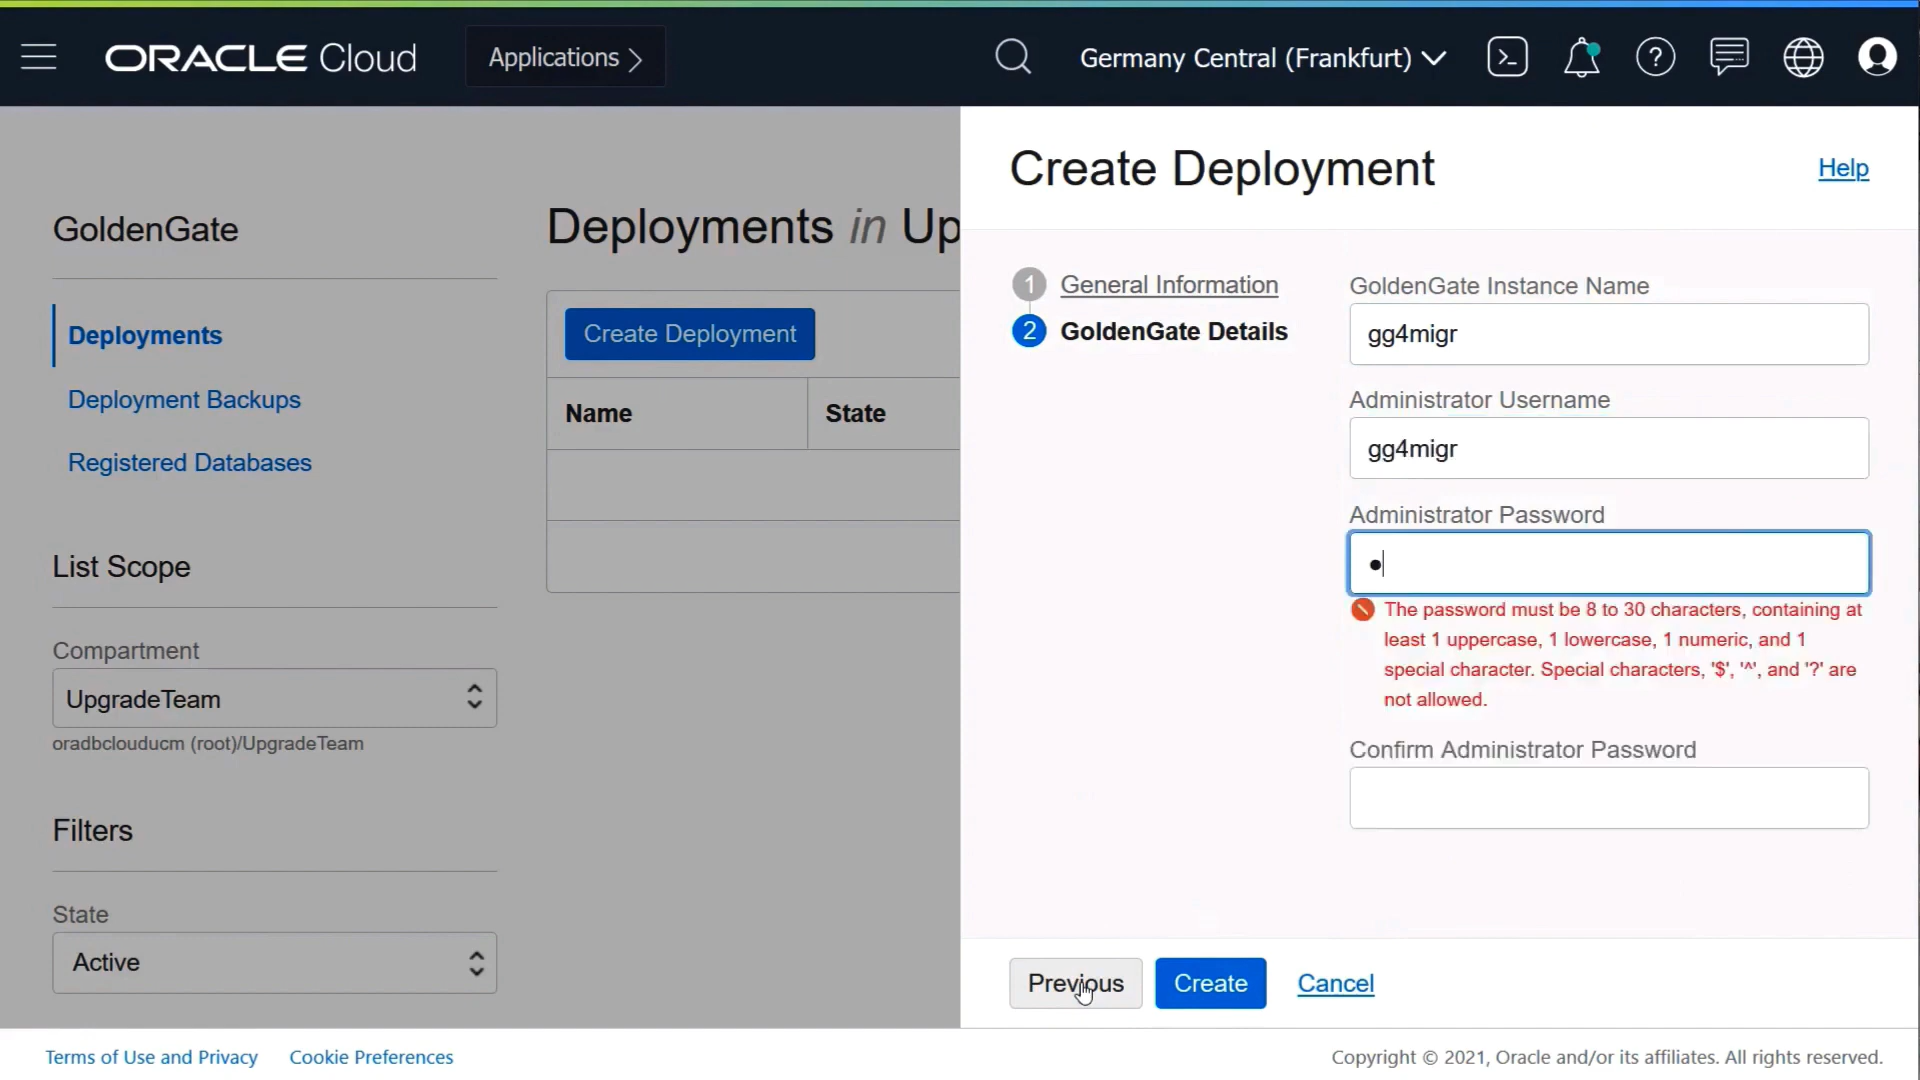 ORACLE Cloud
Applications
Germany Central (Frankfurt)
GoldenGate
Deployments
Deployment Backups
Registered Databases
List Scope
Compartment
UpgradeTeam
oradbclouducm (root)/UpgradeTeam
Filters
State
Active
Deployments in Up
Create Deployment
Name
State
Create Deployment
Help
1 General Information
2 GoldenGate Details
GoldenGate Instance Name
gg4migr
Administrator Username
gg4migr
Administrator Password
The password must be 8 to 30 characters, containing at
least 1 uppercase, 1 lowercase, 1 numeric, and 1
special character. Special characters, '$', '^', and '?' are
not allowed.
Confirm Administrator Password
Previous
Create
Cancel
Terms of Use and Privacy
Cookie Preferences
Copyright © 2021, Oracle and/or its affiliates. All rights reserved.